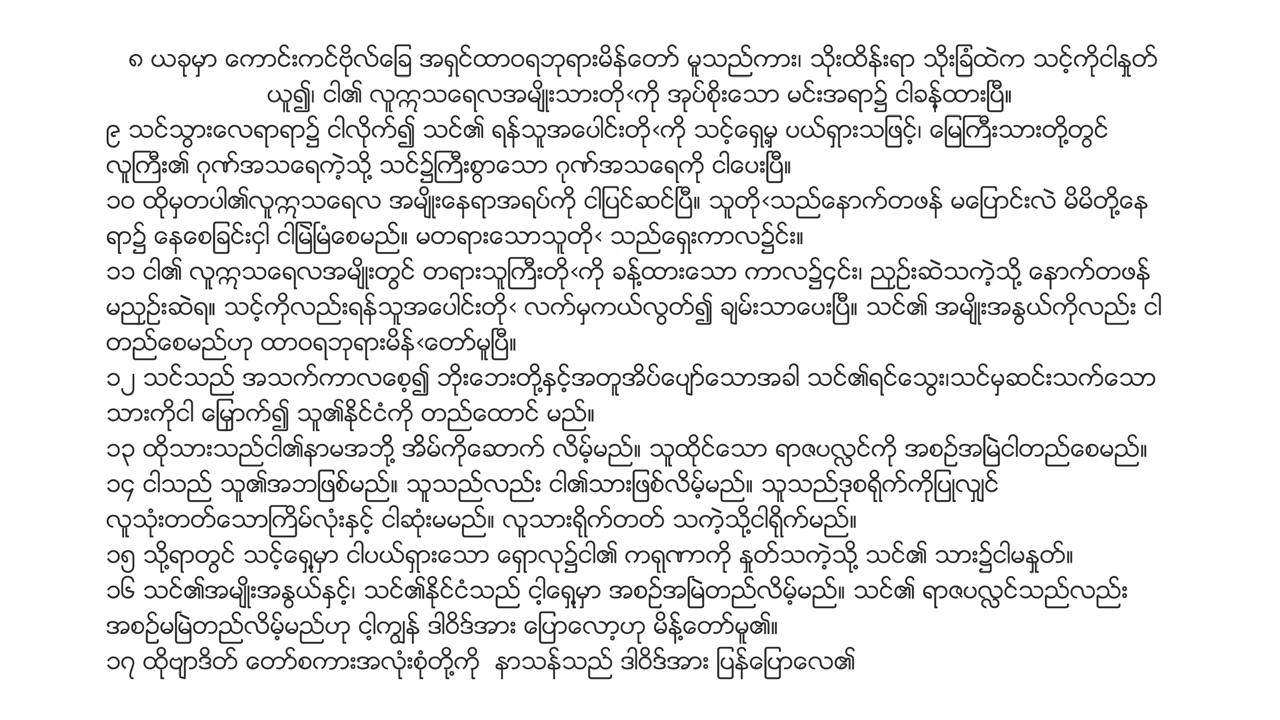 ၈ ယခုမှာ ကောင်းကင်ဗိုလ်ခြေ အရှင်ထာဝရဘုရားမိန်တော် မူသည်ကား၊ သိုးထိန်းရာ သိုးခြံထဲက သင့်ကိုငါနှုတ်
ယူ၍၊ ငါ၏ လူဣသရေလအမျိုးသားတို<ကို အုပ်စိုးသော မင်းအရာ၌ ငါခန့်ထားပြီ။
၉ သင်သွားလေရာရာ၌ ငါလိုက်၍ သင်၏ ရန်သူအပေါင်းတို<ကို သင့်ရှေ့မှ ပယ်ရှားသဖြင့်၊ မြေကြီးသားတို့တွင်
လူကြီး၏ ဂုဏ်အသရေကဲ့သို့ သင်၌ကြီးစွာသော ဂုဏ်အသရေကို ငါပေးပြီ။
၁၀ ထိုမှတပါ၏လူဣသရေလ အမျိုးနေရာအရပ်ကို ငါပြင်ဆင်ပြီ။ သူတို<သည်နောက်တဖန် မပြောင်းလဲ မိမိတို့နေ
ရာ၌ နေစေခြင်းငှါ ငါမြဲမြံစေမည်။ မတရားသောသူတို< သည်ရှေးကာလ၌င်း။
၁၁ ငါ၏ လူဣသရေလအမျိုးတွင် တရားသူကြီးတို<ကို ခန့်ထားသော ကာလ၌၎င်း၊ ညှဉ်းဆဲသကဲ့သို့ နောက်တဖန်
မညှဉ်းဆဲရ။ သင့်ကိုလည်းရန်သူအပေါင်းတို< လက်မှကယ်လွှတ်၍ ချမ်းသာပေးပြီ။ သင်၏ အမျိုးအနွယ်ကိုလည်း ငါ
တည်စေမည်ဟု ထာဝရဘုရားမိန်<တော်မူပြီ။
၁၂ သင်သည် အသက်ကာလစေ့၍ ဘိုးဘေးတို့နှင့်အတူအိပ်ပျော်သောအခါ သင်၏ရင်သွေး၊သင်မှဆင်းသက်သော
သားကိုငါ မြှောက်၍ သူ၏နိုင်ငံကို တည်ထောင် မည်။
၁၃ ထိုသားသည်ငါ၏နာမအဘို့ အိမ်ကိုဆောက် လိမ့်မည်။ သူထိုင်သော ရာဇပလ္လင်ကို အစဉ်အမြဲငါတည်စေမည်။
၁၄ ငါသည် သူ၏အဘဖြစ်မည်။ သူသည်လည်း ငါ၏သားဖြစ်လိမ့်မည်။ သူသည်ဒုစရိုက်ကိုပြုလျှင်
လူသုံးတတ်သောကြိမ်လုံးနှင့် ငါဆုံးမမည်။ လူသားရိုက်တတ် သကဲ့သို့ငါရိုက်မည်။
၁၅ သို့ရာတွင် သင့်ရှေ့မှာ ငါပယ်ရှားသော ရှောလု၌ငါ၏ ကရုဏာကို နှုတ်သကဲ့သို့ သင်၏ သား၌ငါမနှုတ်။
၁၆ သင်၏အမျိုးအနွယ်နှင့်၊ သင်၏နိုင်ငံသည် ငါ့ရှေ့မှာ အစဉ်အမြဲတည်လိမ့်မည်။ သင်၏ ရာဇပလ္လင်သည်လည်း
အစဉ်မမြဲတည်လိမ့်မည်ဟု ငါ့ကျွန် ဒါဝိဒ်အား ပြောလော့ဟု မိန့်တော်မူ၏။
၁၇ ထိုဗျာဒိတ် တော်စကားအလုံးစုံတို့ကို နာသန်သည် ဒါဝိဒ်အား ပြန်ပြောလေ၏